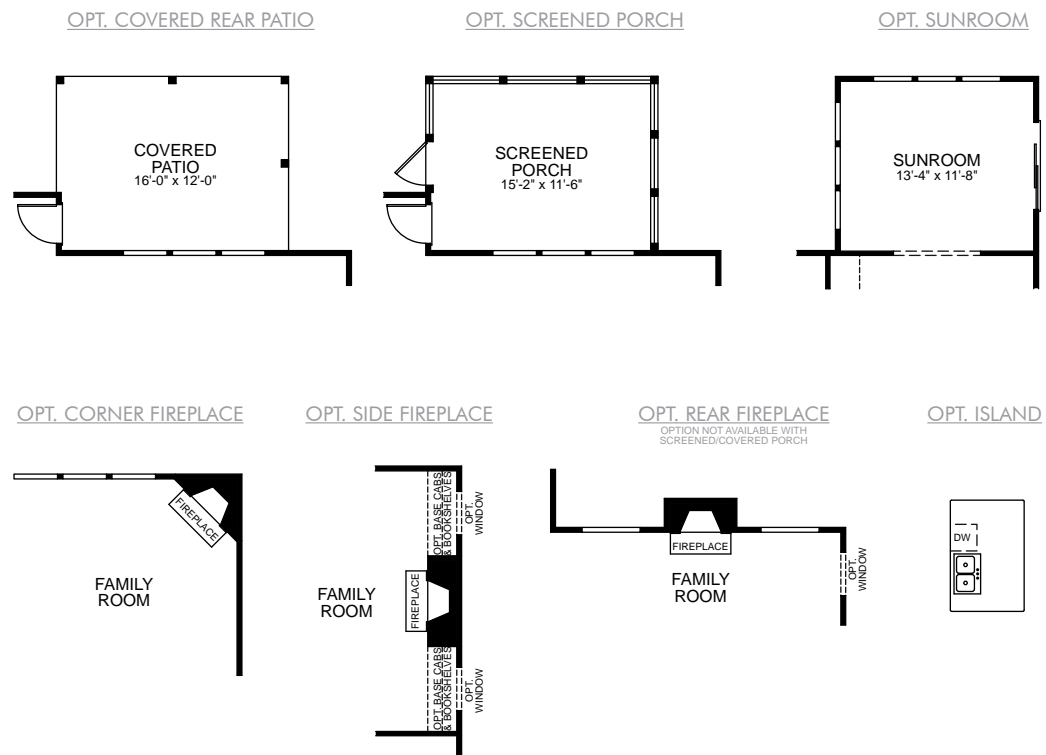 OPT. COVERED REAR PATIO
OPT. SCREENED PORCH
OPT. SUNROOM
COVERED
PATIO
16'-0" x 12'-0"
SCREENED
PORCH
15'-2" x 11'-6"
SUNROOM
13'-4" x 11'-8"
OPT. CORNER FIREPLACE
OPT. SIDE FIREPLACE
OPT. REAR FIREPLACE
OPTION NOT AVAILABLE WITH
SCREENED/COVERED PORCH
OPT. ISLAND
FIREPLACE
FAMILY
ROOM
OPT. BASE CABS
& BOOKSHELVES
OPT.
WINDOW
FIREPLACE
FAMILY
ROOM
OPT. BASE CABS
& BOOKSHELVES
OPT.
WINDOW
FIREPLACE
FAMILY
ROOM
OPT.
WINDOW
DW